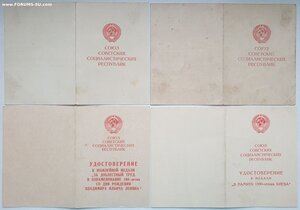 www.FORUMS-SU.com
СОЮЗ
СОВЕТСКИХ
СОЦИАЛИСТИЧЕСКИХ
РЕСПУБЛИК
СОЮЗ
СОВЕТСКИХ
СОЦИАЛИСТИЧЕСКИХ
РЕСПУБЛИК
СОЮЗ
СОВЕТСКИХ
СОЦИАЛИСТИЧЕСКИХ
РЕСПУБЛИК
УДОСТОВЕРЕНИЕ
К ЮБИЛЕЙНОЙ МЕДАЛИ
ЗА ДОБЛЕСТНЫЙ ТРУД
В ОЗНАМЕНОВАНИЕ 100-летия
СО ДНЯ РОЖДЕНИЯ
ВЛАДИМИРА ИЛЬИЧА ЛЕНИНА
СОЮЗ
СОВЕТСКИХ
СОЦИАЛИСТИЧЕСКИХ
РЕСПУБЛИК
УДОСТОВЕРЕНИЕ
К МЕДАЛИ
„В ПАМЯТЬ 1500-летия КИЕВА“